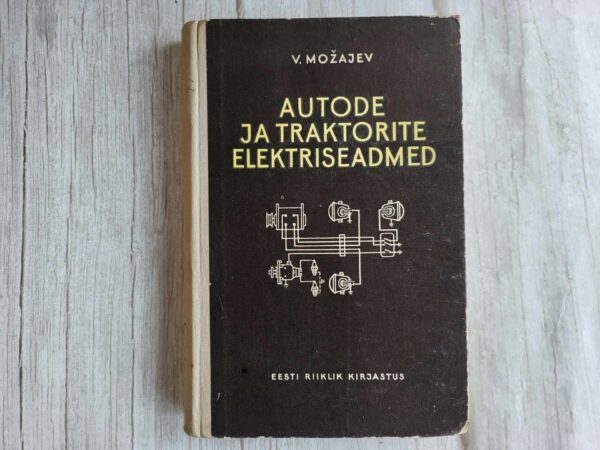 V. MOŽAJEV
AUTODE
JA TRAKTORITE
ELEKTRISEADMED
EESTI RIIKLIK KIRJASTUS